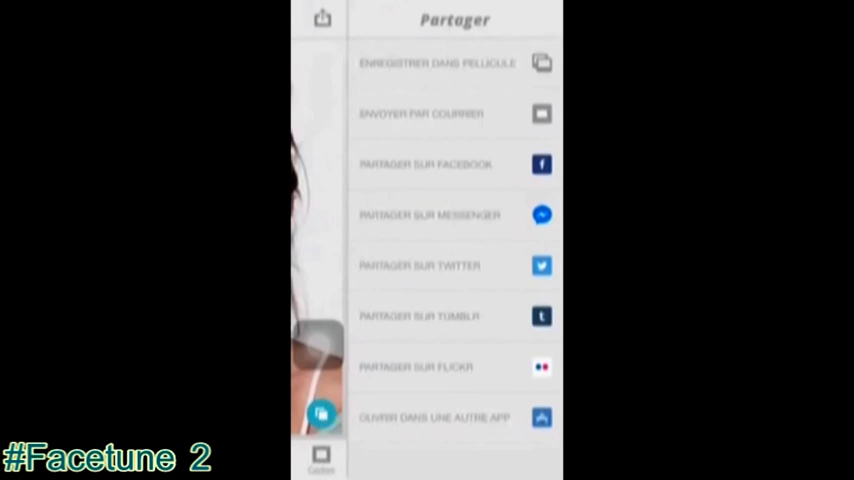 Partager
ENREGISTRER DANS PELLICULE
ENVOYER PAR COURRIER
PARTAGER SUR FACEBOOK
PARTAGER SUR MESSENGER
PARTAGER SUR TWITTER
PARTAGER SUR TUMBLR
PARTAGER SUR FLICKR
OUVRIR DANS UNE AUTRE APP
Cadres
#Facetune 2